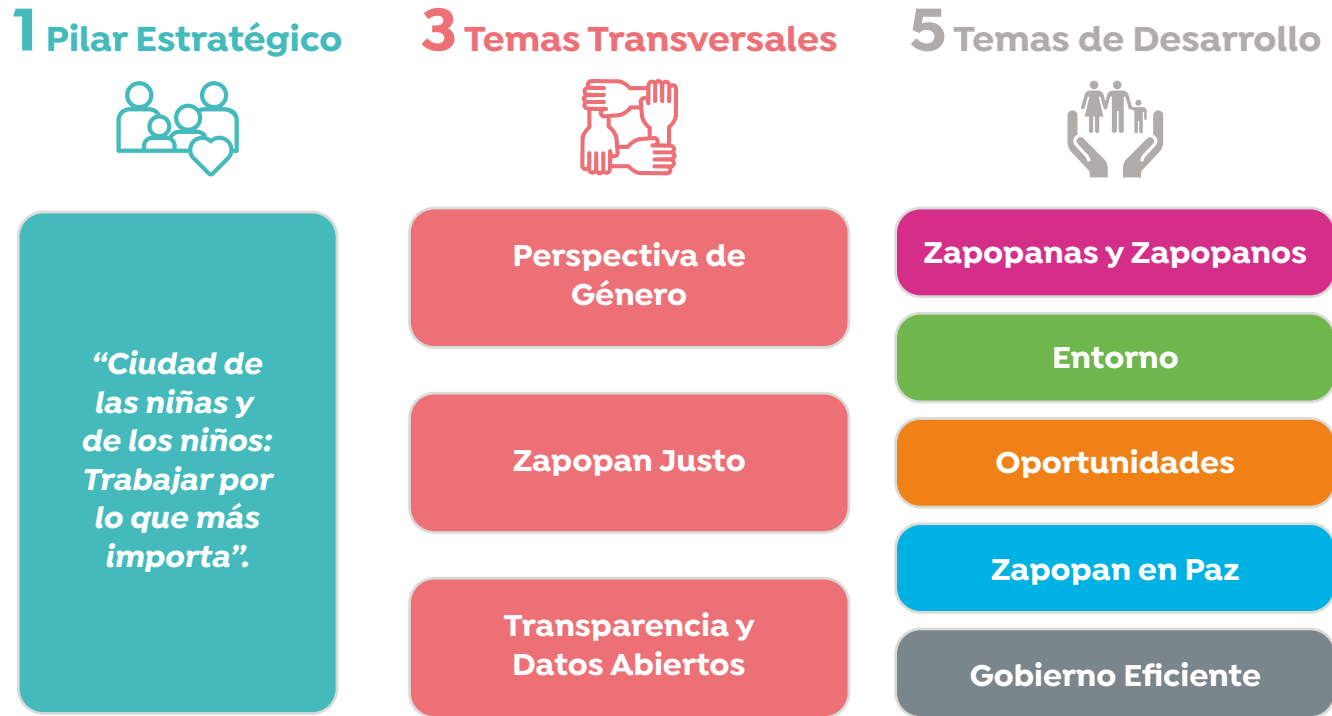 1 Pilar Estratégico
“Ciudad de
las niñas y
de los niños:
Trabajar por
lo que más
importa”.
3 Temas Transversales
Perspectiva de
Género
Zapopan Justo
Transparencia y
Datos Abiertos
5 Temas de Desarrollo
Zapopanas y Zapopanos
Entorno
Oportunidades
Zapopan en Paz
Gobierno Eficiente